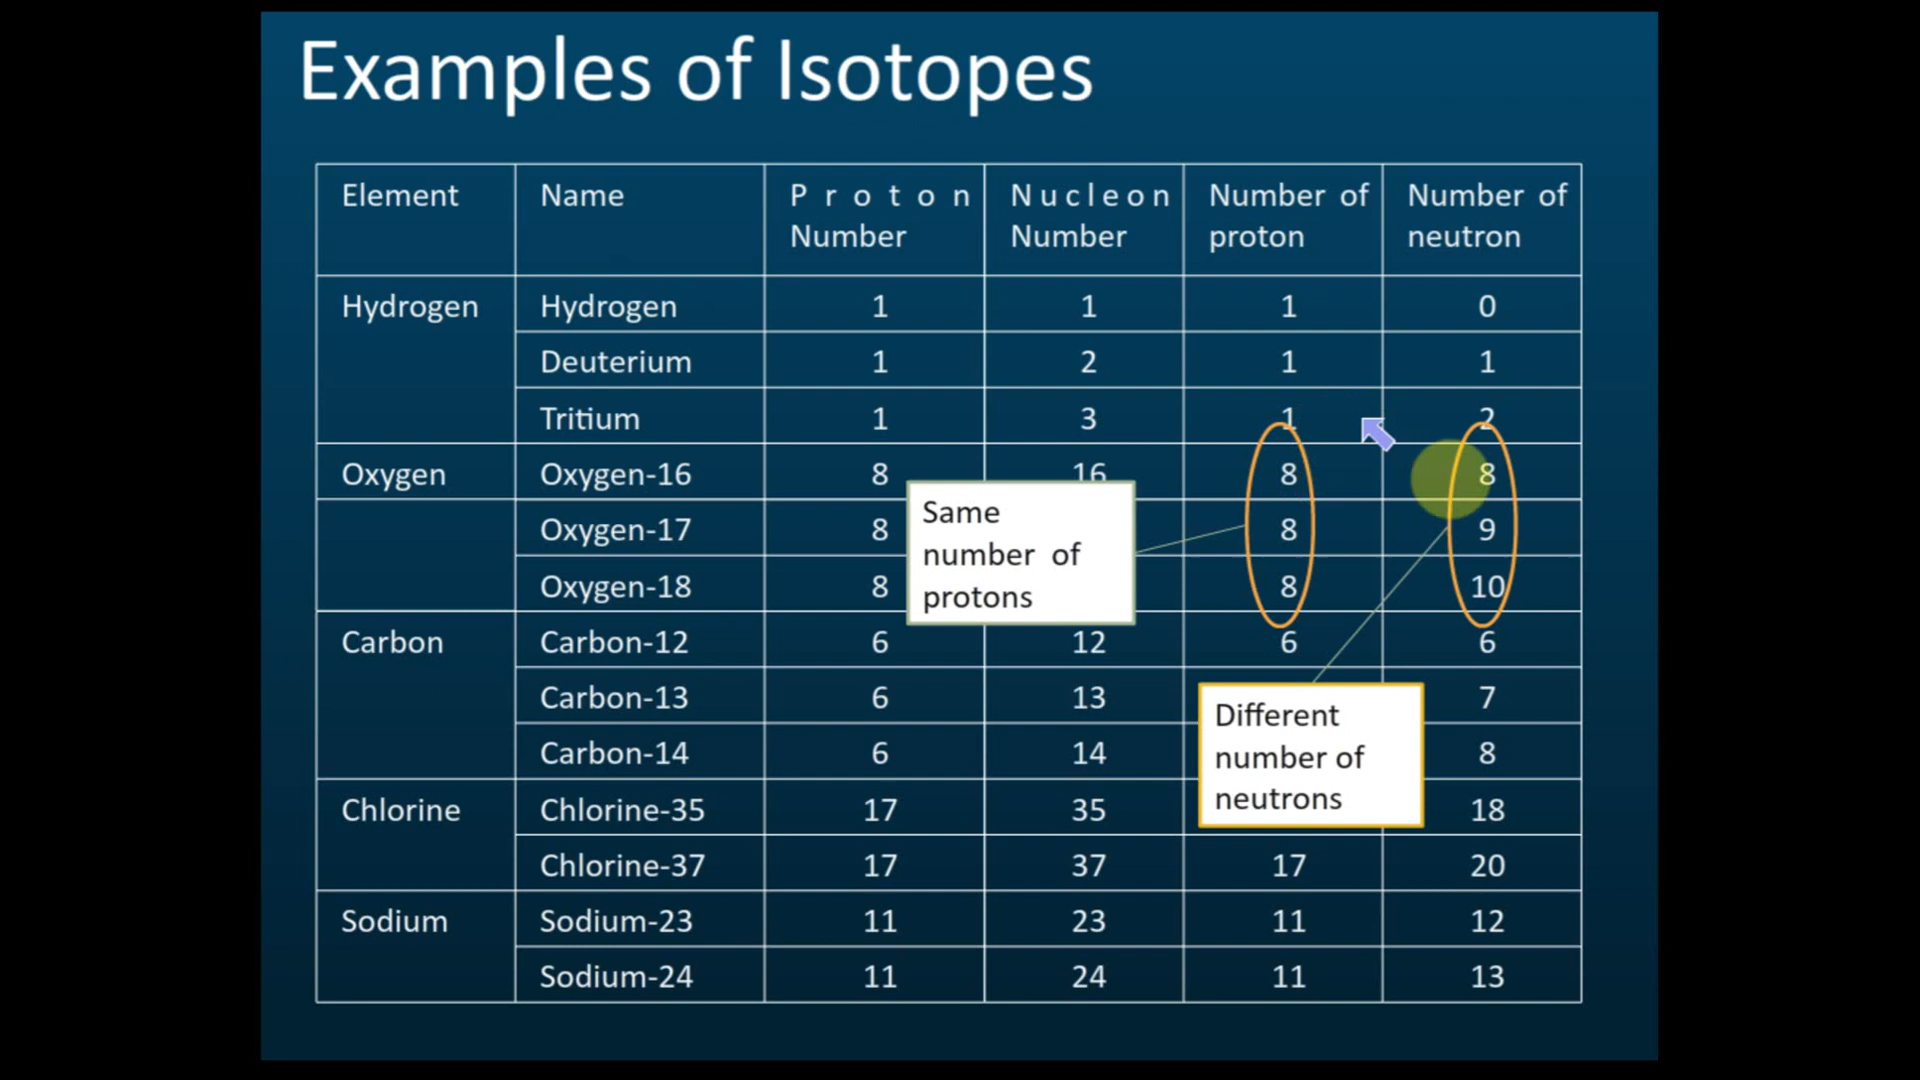 Examples of Isotopes
Element Name Proton Number Nucleon Number Number of proton Number of neutron
Hydrogen Hydrogen 1 1 1 0
Deuterium 1 2 1 1
Tritium 1 3 1 2
Oxygen Oxygen-16 8 16 8 8
Oxygen-17 8 8 9
Oxygen-18 8 8 10
Same
number of
protons
Carbon Carbon-12 6 12 6 6
Carbon-13 6 13 7
Carbon-14 6 14 8
Different
number of
neutrons
Chlorine Chlorine-35 17 35 18
Chlorine-37 17 37 17 20
Sodium Sodium-23 11 23 11 12
Sodium-24 11 24 11 13